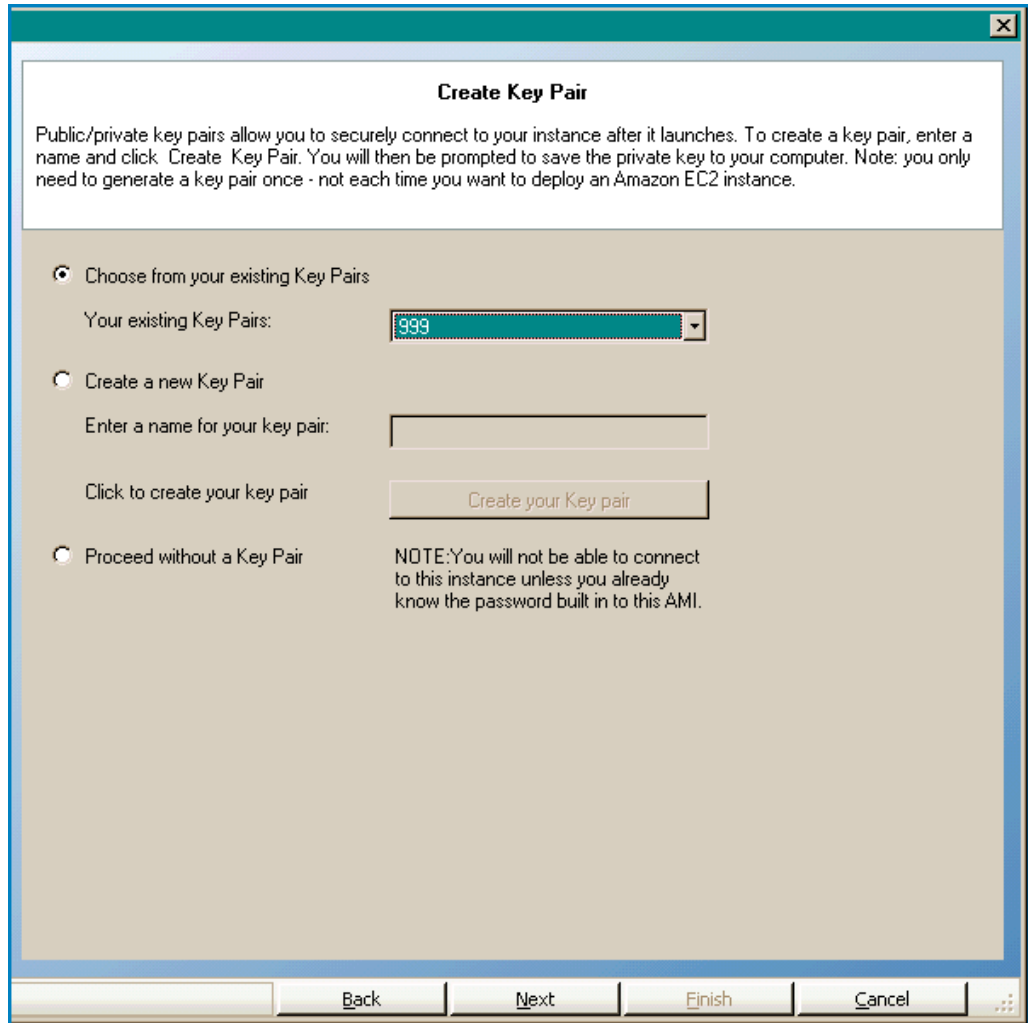 Create Key Pair
Public/private key pairs allow you to securely connect to your instance after it launches. To create a key pair, enter a
name and click  Create  Key Pair. You will then be prompted to save the private key to your computer. Note: you only
need to generate a key pair once - not each time you want to deploy an Amazon EC2 instance.
Choose from your existing Key Pairs
Your existing Key Pairs:
999
Create a new Key Pair
Enter a name for your key pair:
Click to create your key pair
Create your Key pair
Proceed without a Key Pair
NOTE:You will not be able to connect
to this instance unless you already
know the password built in to this AMI.
Back
Next
Finish
Cancel